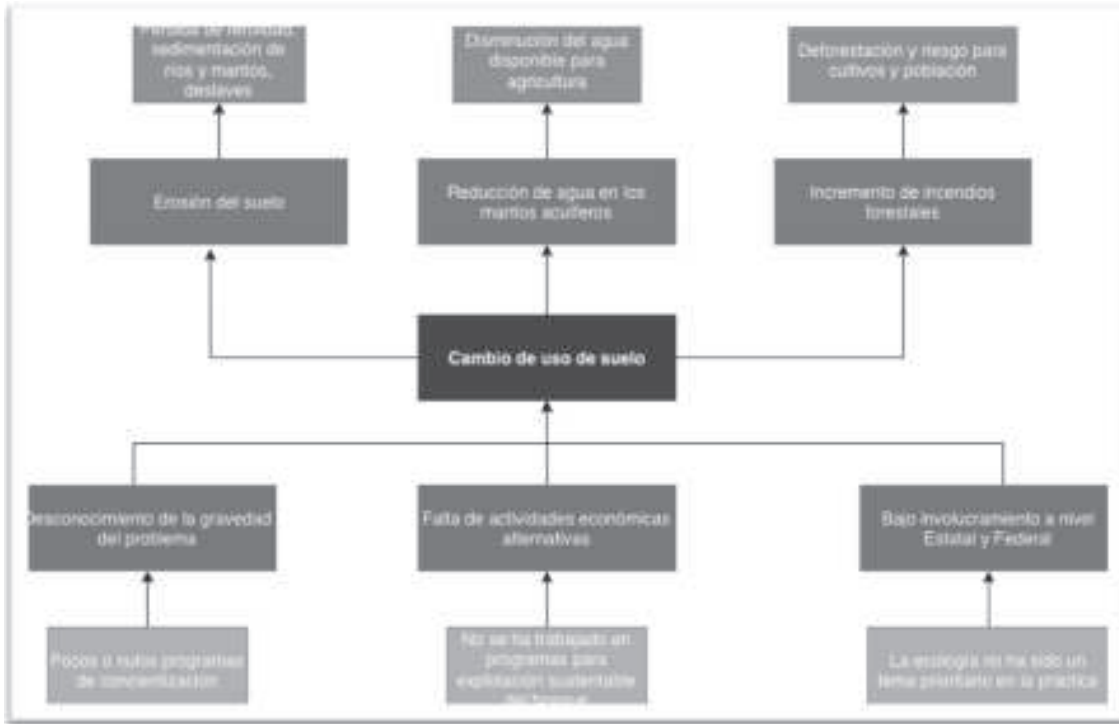 Pérdida de fertilidad,
sedimentación de
ríos y mantos,
deslaves
Disminución del agua
disponible para
agricultura
Deforestación y riesgo para
cultivos y población
Erosión del suelo
Reducción de agua en los
mantos acuíferos
Incremento de incendios
forestales
Cambio de uso de suelo
Desconocimiento de la gravedad
del problema
Falta de actividades económicas
alternativas
Bajo involucramiento a nivel
Estatal y Federal
Pocos o nulos programas
de concientización
No se ha trabajado en
programas para
explotación sustentable
del bosque
La ecología no ha sido un
tema prioritario en la práctica